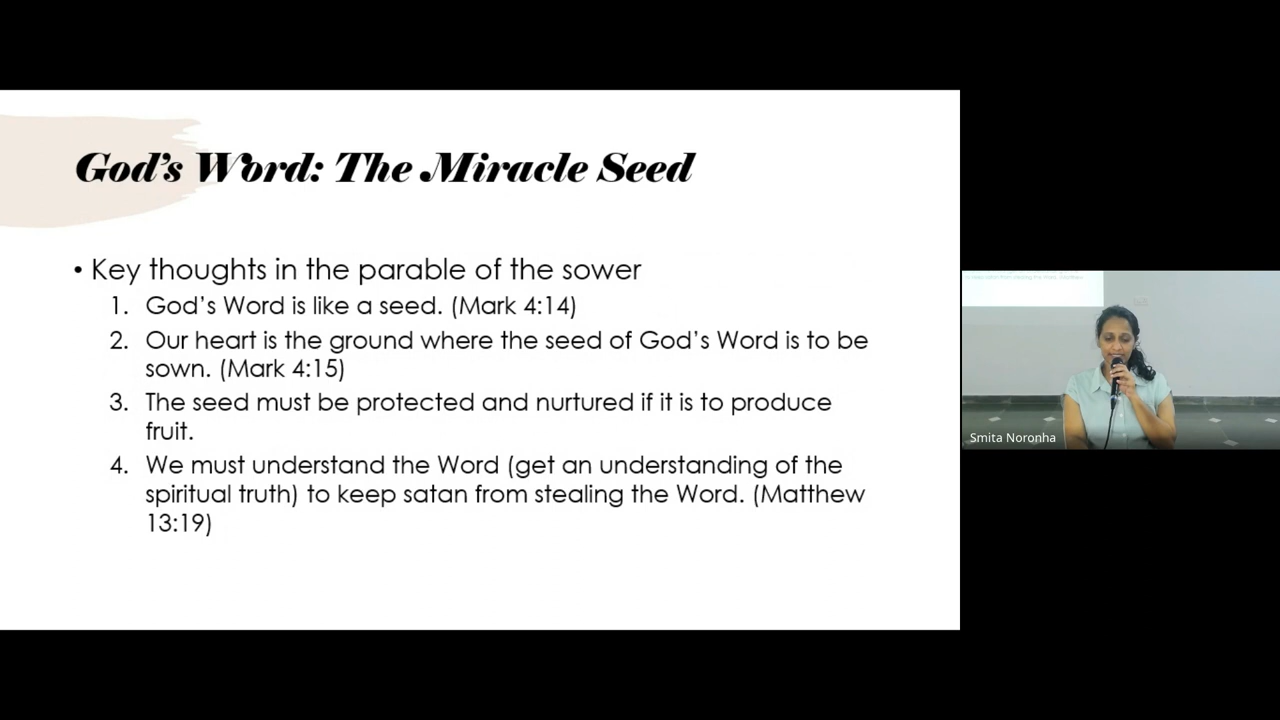 God's Word: The Miracle Seed
• Key thoughts in the parable of the sower
1. God's Word is like a seed. (Mark 4:14)
2. Our heart is the ground where the seed of God's Word is to be
sown. (Mark 4:15)
3. The seed must be protected and nurtured if it is to produce
fruit.
4. We must understand the Word (get an understanding of the
spiritual truth) to keep satan from stealing the Word. (Matthew
13:19)
Smita Noronha